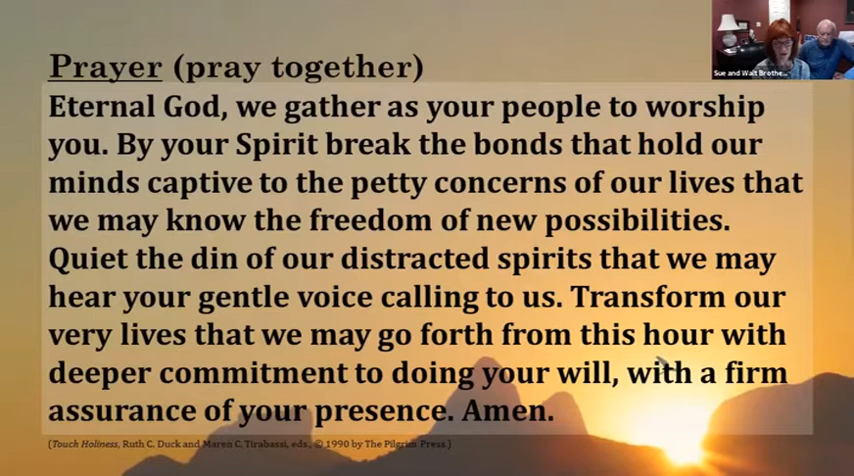 Prayer (pray together)
Eternal God, we gather as your people to worship
you. By your Spirit break the bonds that hold our
minds captive to the petty concerns of our lives that
we may know the freedom of new possibilities.
Quiet the din of our distracted spirits that we may
hear your gentle voice calling to us. Transform our
very lives that we may go forth from this hour with
deeper commitment to doing your will, with a firm
assurance of your presence. Amen.
(Touch Holiness, Ruth C. Duck and Maren C. Tirabassi, eds., © 1990 by The Pilgrim Press.)
Sue and Walt Brothe...